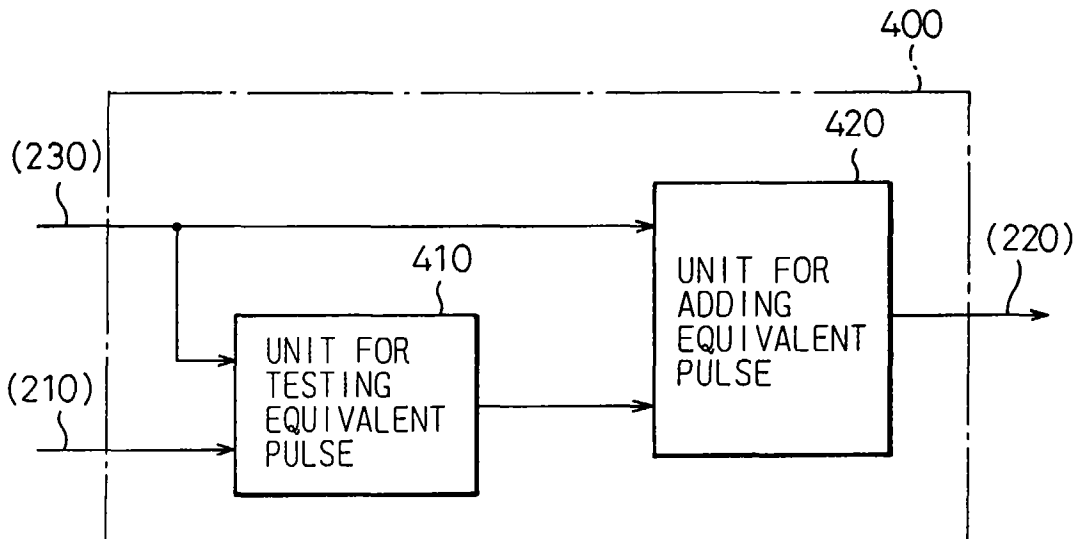 400
420
(230)
(220)
410
UNIT FOR
ADDING
EQUIVALENT
PULSE
UNIT FOR
TESTING
EQUIVALENT
PULSE
(210)